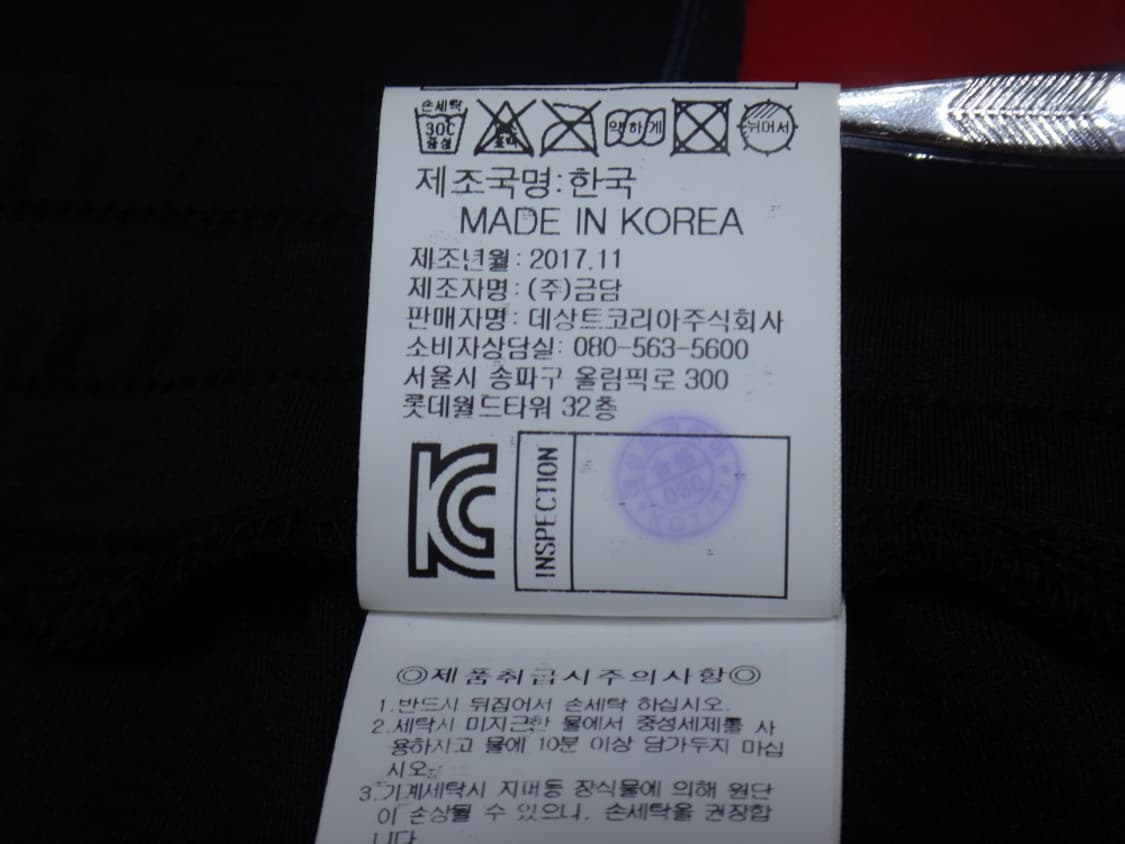 손세탁
30℃
중성
약하게
뉘어서
제조국명:한국
MADE IN KOREA
제조년월: 2017.11
제조자명: (주)금담
판매자명: 데상트코리아주식회사
소비자상담실: 080-563-5600
서울시 송파구 올림픽로 300
롯데월드타워 32층
INSPECTION
080
KOTITI
◎제품취급시주의사항◎
1.반드시 뒤집어서 손세탁 하십시오.
2.세탁시 미지근한 물에서 중성세제를 사
용하시고 물에 10분 이상 담가두지 마십
시오.
3.기계세탁시 지퍼등 장식물에 의해 원단
이 손상될 수 있으니, 손세탁을 권장합
니다.